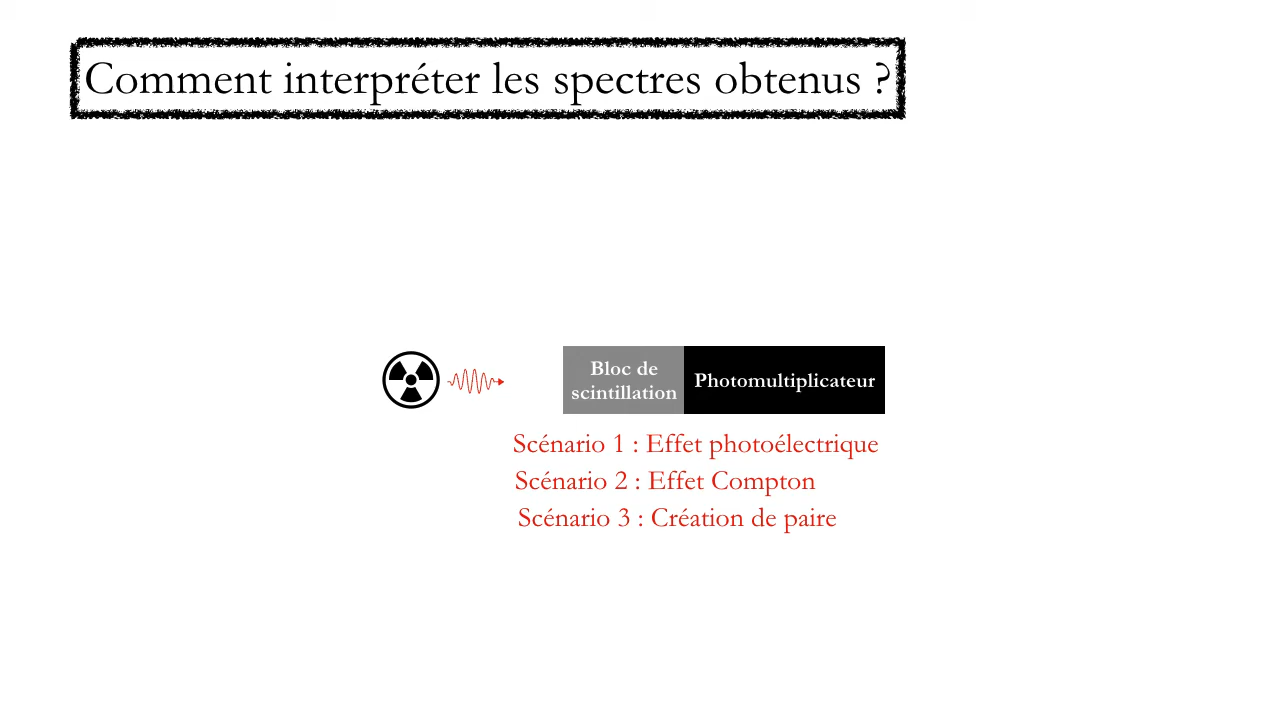 Comment interpréter les spectres obtenus ?
Bloc de
scintillation
Photomultiplicateur
Scénario 1 : Effet photoélectrique
Scénario 2 : Effet Compton
Scénario 3 : Création de paire